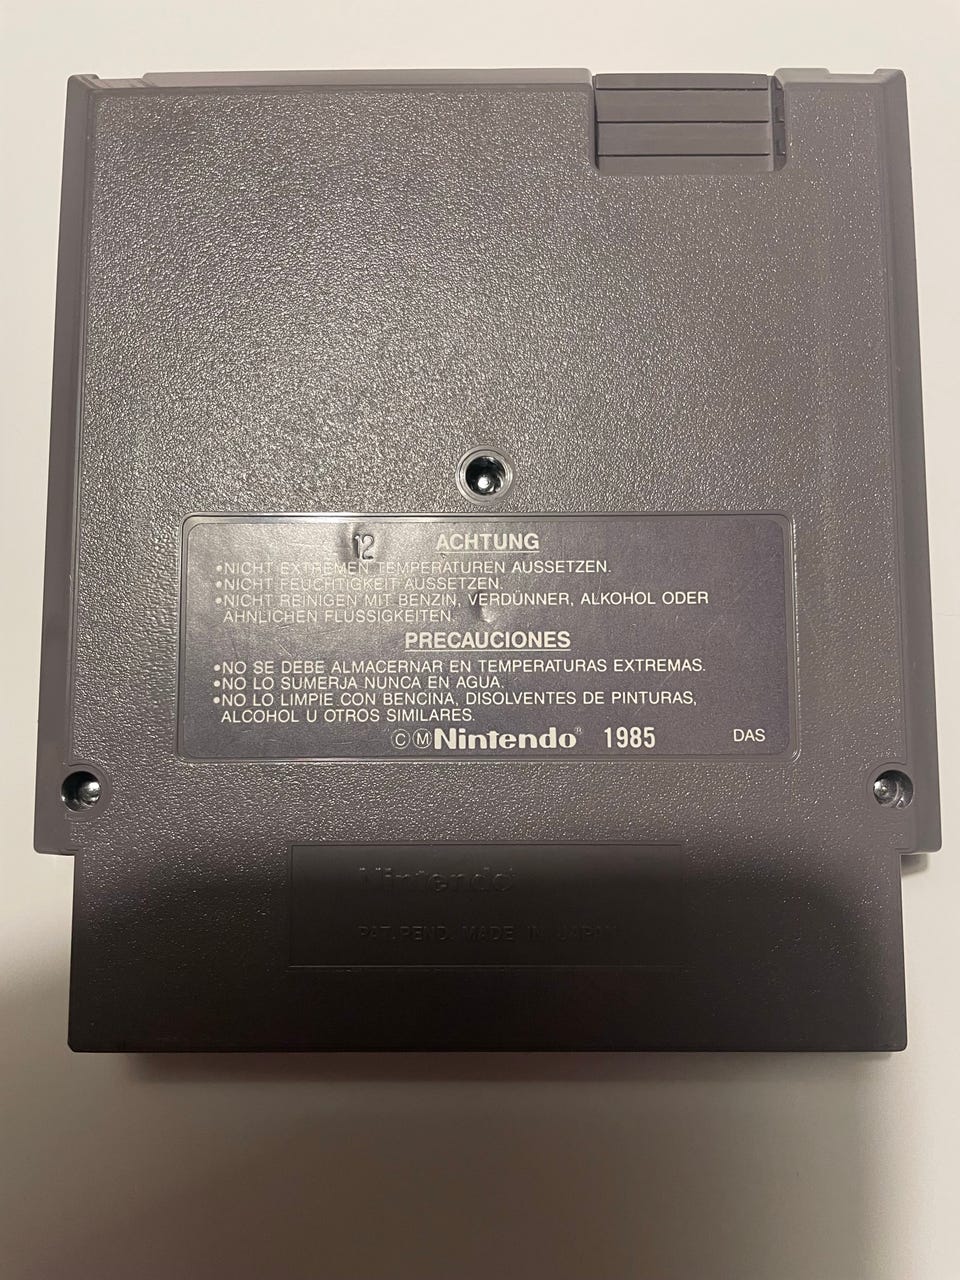 12
ACHTUNG
•NICHT EXTREMEN TEMPERATUREN AUSSETZEN.
•NICHT FEUCHTIGKEIT AUSSETZEN.
•NICHT REINIGEN MIT BENZIN, VERDÜNNER, ALKOHOL ODER
ÄHNLICHEN FLÜSSIGKEITEN.
PRECAUCIONES
•NO SE DEBE ALMACERNAR EN TEMPERATURAS EXTREMAS.
•NO LO SUMERJA NUNCA EN AGUA.
•NO LO LIMPIE CON BENCINA, DISOLVENTES DE PINTURAS,
ALCOHOL U OTROS SIMILARES.
ⒸⓂNintendo® 1985 DAS
Nintendo
PAT. PEND. MADE IN JAPAN